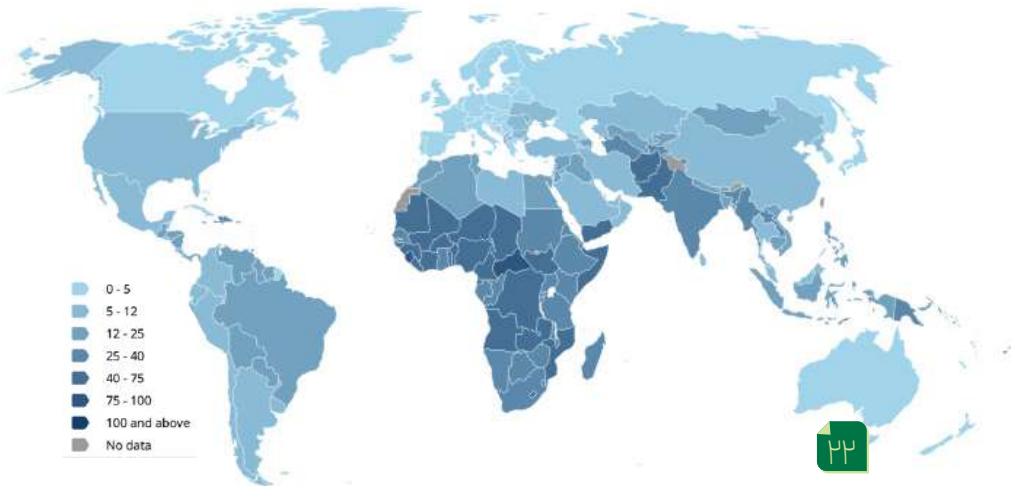 0 - 5
5 - 12
12 - 25
25 - 40
40 - 75
75 - 100
100 and above
No data
۲۲